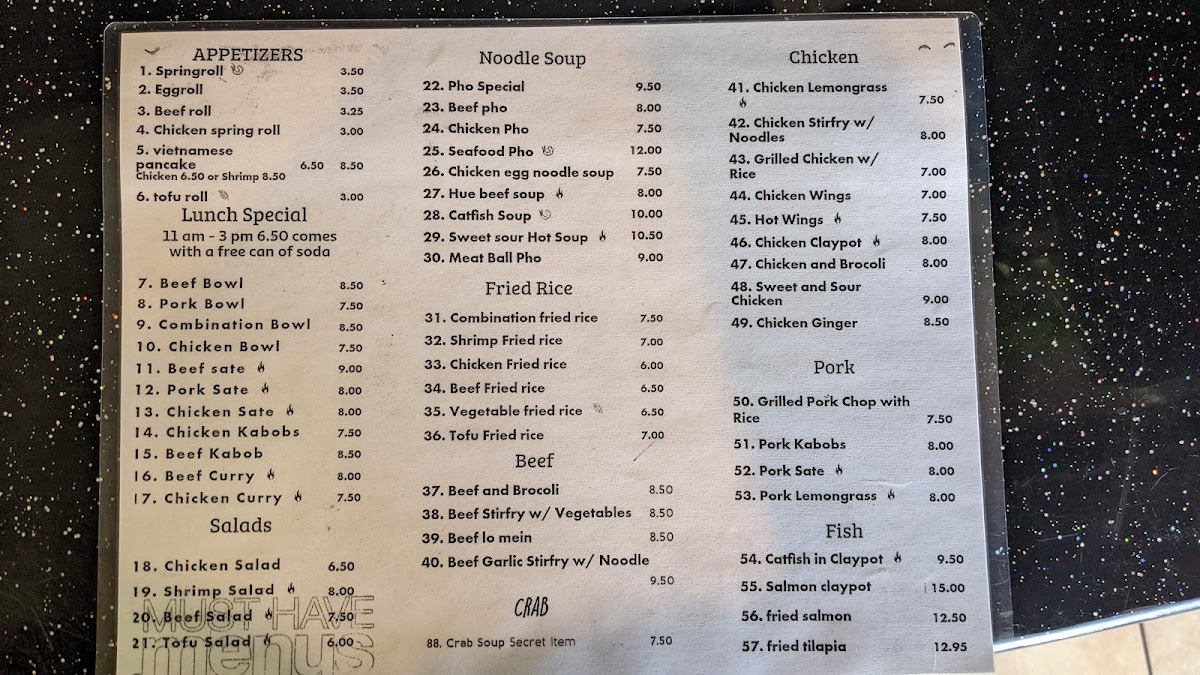 APPETIZERS
1. Springroll 3.50
2. Eggroll 3.50
3. Beef roll 3.25
4. Chicken spring roll 3.00
5. vietnamese
pancake 6.50 8.50
Chicken 6.50 or Shrimp 8.50
6. tofu roll 3.00
Lunch Special
11 am - 3 pm 6.50 comes
with a free can of soda
7. Beef Bowl 8.50
8. Pork Bowl 7.50
9. Combination Bowl 8.50
10. Chicken Bowl 7.50
11. Beef sate 9.00
12. Pork Sate 8.00
13. Chicken Sate 8.00
14. Chicken Kabobs 7.50
15. Beef Kabob 8.50
16. Beef Curry 8.00
17. Chicken Curry 7.50
Salads
18. Chicken Salad 6.50
19. Shrimp Salad 8.00
20. Beef Salad 7.50
21. Tofu Salad 6.00
MUST HAVE
menus
Noodle Soup
22. Pho Special 9.50
23. Beef pho 8.00
24. Chicken Pho 7.50
25. Seafood Pho 12.00
26. Chicken egg noodle soup 7.50
27. Hue beef soup 8.00
28. Catfish Soup 10.00
29. Sweet sour Hot Soup 10.50
30. Meat Ball Pho 9.00
Fried Rice
31. Combination fried rice 7.50
32. Shrimp Fried rice 7.00
33. Chicken Fried rice 6.00
34. Beef Fried rice 6.50
35. Vegetable fried rice 6.50
36. Tofu Fried rice 7.00
Beef
37. Beef and Brocoli 8.50
38. Beef Stirfry w/ Vegetables 8.50
39. Beef lo mein 8.50
40. Beef Garlic Stirfry w/ Noodle
9.50
CRAB
88. Crab Soup Secret Item 7.50
Chicken
41. Chicken Lemongrass
7.50
42. Chicken Stirfry w/
Noodles 8.00
43. Grilled Chicken w/
Rice 7.00
44. Chicken Wings 7.00
45. Hot Wings 7.50
46. Chicken Claypot 8.00
47. Chicken and Brocoli 8.00
48. Sweet and Sour
Chicken 9.00
49. Chicken Ginger 8.50
Pork
50. Grilled Pork Chop with
Rice 7.50
51. Pork Kabobs 8.00
52. Pork Sate 8.00
53. Pork Lemongrass 8.00
Fish
54. Catfish in Claypot 9.50
55. Salmon claypot 15.00
56. fried salmon 12.50
57. fried tilapia 12.95